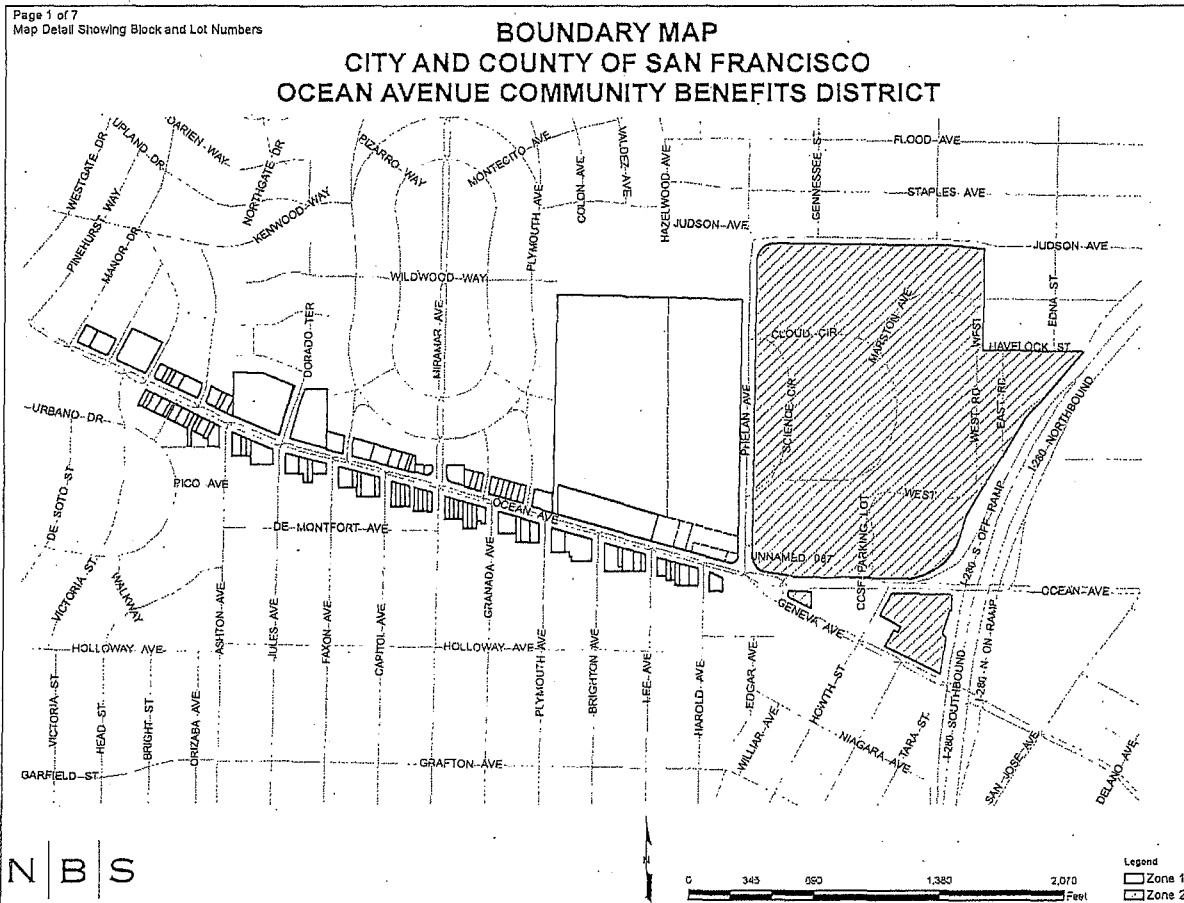 Page 1 of 7
Map Detail Showing Block and Lot Numbers
BOUNDARY MAP
CITY AND COUNTY OF SAN FRANCISCO
OCEAN AVENUE COMMUNITY BENEFITS DISTRICT
WESTGATE DR
UPLAND DR
DARIEN WAY
NORTHGATE DR
PIZARRO WAY
MONTECITO AVE
VALDEZ AVE
GENNESSEE ST
FLOOD AVE
PINEHURST WAY
MANOR DR
KENWOOD WAY
PLYMOUTH AVE
COLON AVE
HAZELWOOD AVE
STAPLES AVE
JUDSON AVE
JUDSON AVE
WILDWOOD WAY
EDNA ST
DORADO TER
MIRAMAR AVE
CLOUD CIR
MARSTON AVE
WEST
HAVELOCK ST
URBANO DR
PHELAN AVE
SCIENCE CIR
WEST RD
EAST RD
I-280 NORTHBOUND
DE SOTO ST
PICO AVE
OCEAN AVE
WEST
DE MONTFORT AVE
UNNAMED 087
CCSF PARKING LOT
I-280 S OFF RAMP
OCEAN AVE
VICTORIA ST
WALKWAY
ASHTON AVE
JULES AVE
FAXON AVE
CAPITOL AVE
GRANADA AVE
GENEVA AVE
HOLLOWAY AVE
HOLLOWAY AVE
PLYMOUTH AVE
BRIGHTON AVE
LEE AVE
HAROLD AVE
EDGAR AVE
HOWTH ST
I-280 SOUTHBOUND
I-280 N ON RAMP
VICTORIA ST
HEAD ST
BRIGHT ST
ORIZABA AVE
WILLIAR AVE
NIAGARA AVE
TARA ST
SAN JOSE AVE
DELANO AVE
GARFIELD ST
GRAFTON AVE
NBS
N
0 345 690 1,380 2,070
Feet
Legend
Zone 1
Zone 2